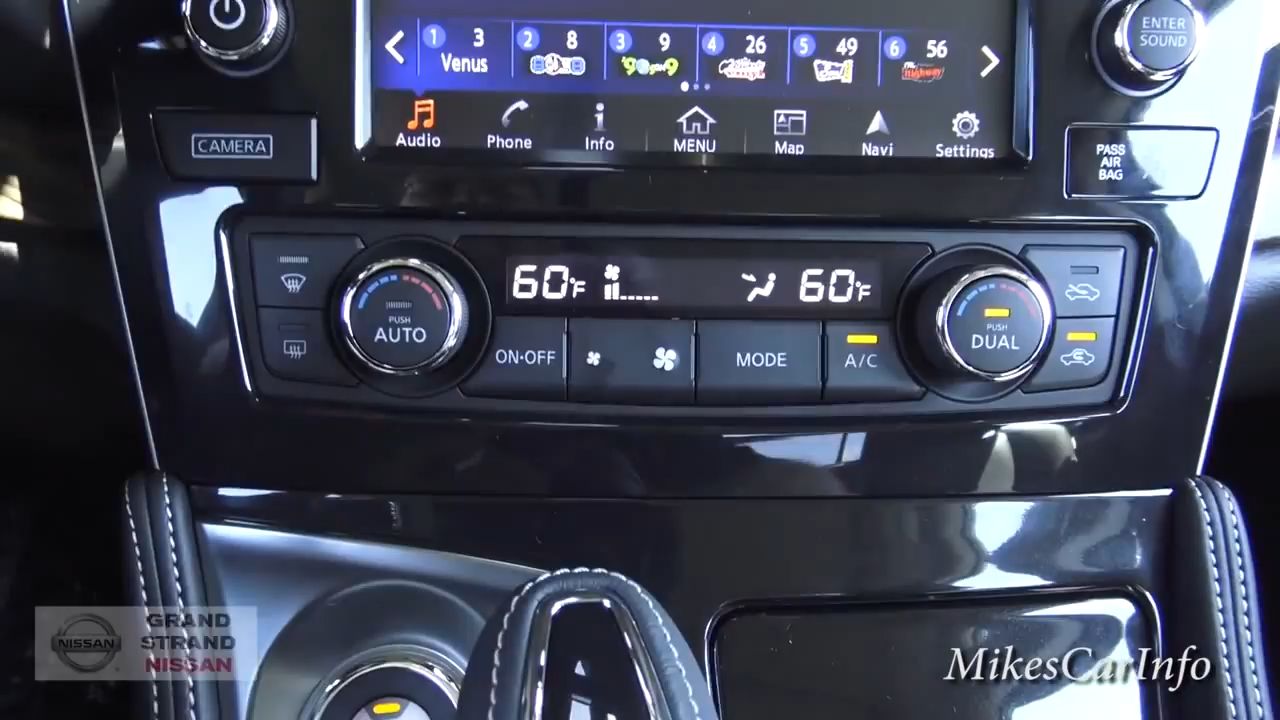 ENTER
SOUND
1 3 2 8 3 9 4 26 5 49 6 56
Venus
'90on9
Highway
Audio Phone Info MENU Map Navi Settings
CAMERA
PASS
AIR
BAG
60°F 60°F
PUSH
AUTO
ON·OFF
MODE
A/C
PUSH
DUAL
NISSAN
GRAND
STRAND
NISSAN
MikesCarInfo